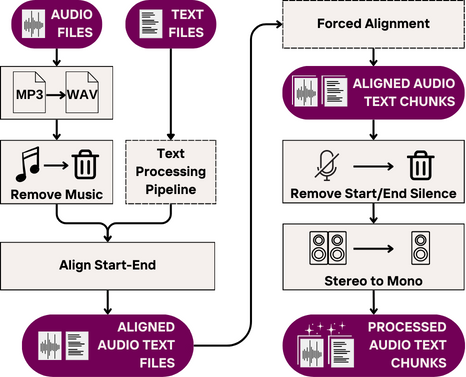 AUDIO
FILES
TEXT
FILES
MP3 WAV
Remove Music
Text
Processing
Pipeline
Align Start-End
ALIGNED
AUDIO TEXT
FILES
Forced Alignment
ALIGNED AUDIO
TEXT CHUNKS
Remove Start/End Silence
Stereo to Mono
PROCESSED
AUDIO TEXT
CHUNKS